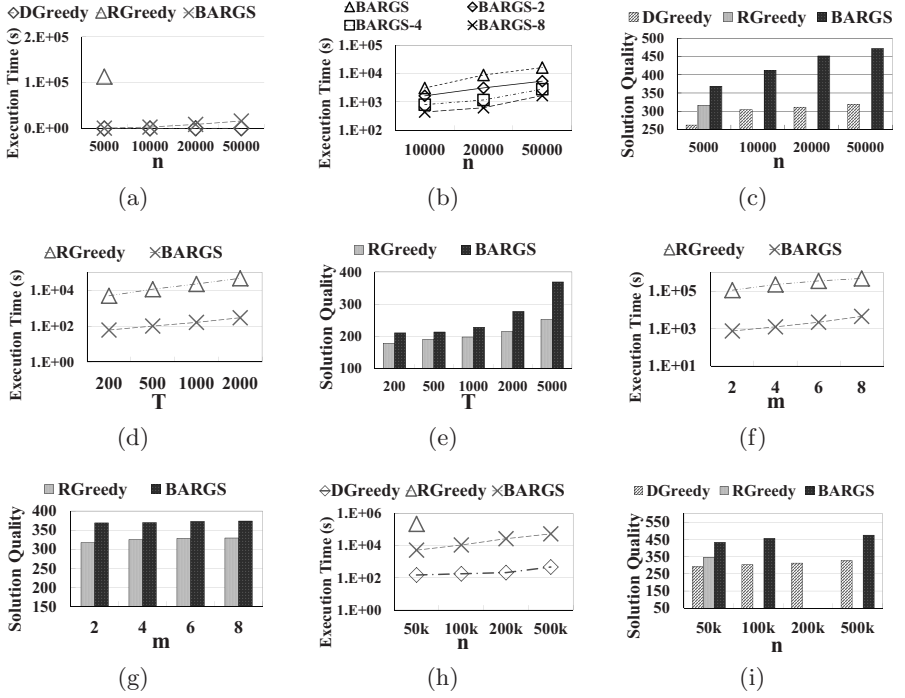 DGreedy RGreedy BARGS
Execution Time (s)
2.E+05
1.E+05
0.E+00
5000 10000 20000 50000
n
(a)
BARGS BARGS-2
BARGS-4 BARGS-8
Execution Time (s)
1.E+05
1.E+04
1.E+03
1.E+02
10000 20000 50000
n
(b)
DGreedy RGreedy BARGS
Solution Quality
500
450
400
350
300
250
5000 10000 20000 50000
n
(c)
RGreedy BARGS
Execution Time (s)
1.E+04
1.E+02
1.E+00
200 500 1000 2000
T
(d)
RGreedy BARGS
Solution Quality
400
300
200
100
200 500 1000 2000 5000
T
(e)
RGreedy BARGS
Execution Time (s)
1.E+05
1.E+03
1.E+01
2 4 6 8
m
(f)
RGreedy BARGS
Solution Quality
400
350
300
250
200
150
2 4 6 8
m
(g)
DGreedy RGreedy BARGS
Execution Time (s)
1.E+06
1.E+04
1.E+02
1.E+00
50k 100k 200k 500k
n
(h)
DGreedy RGreedy BARGS
Solution Quality
550
450
350
250
150
50
50k 100k 200k 500k
n
(i)